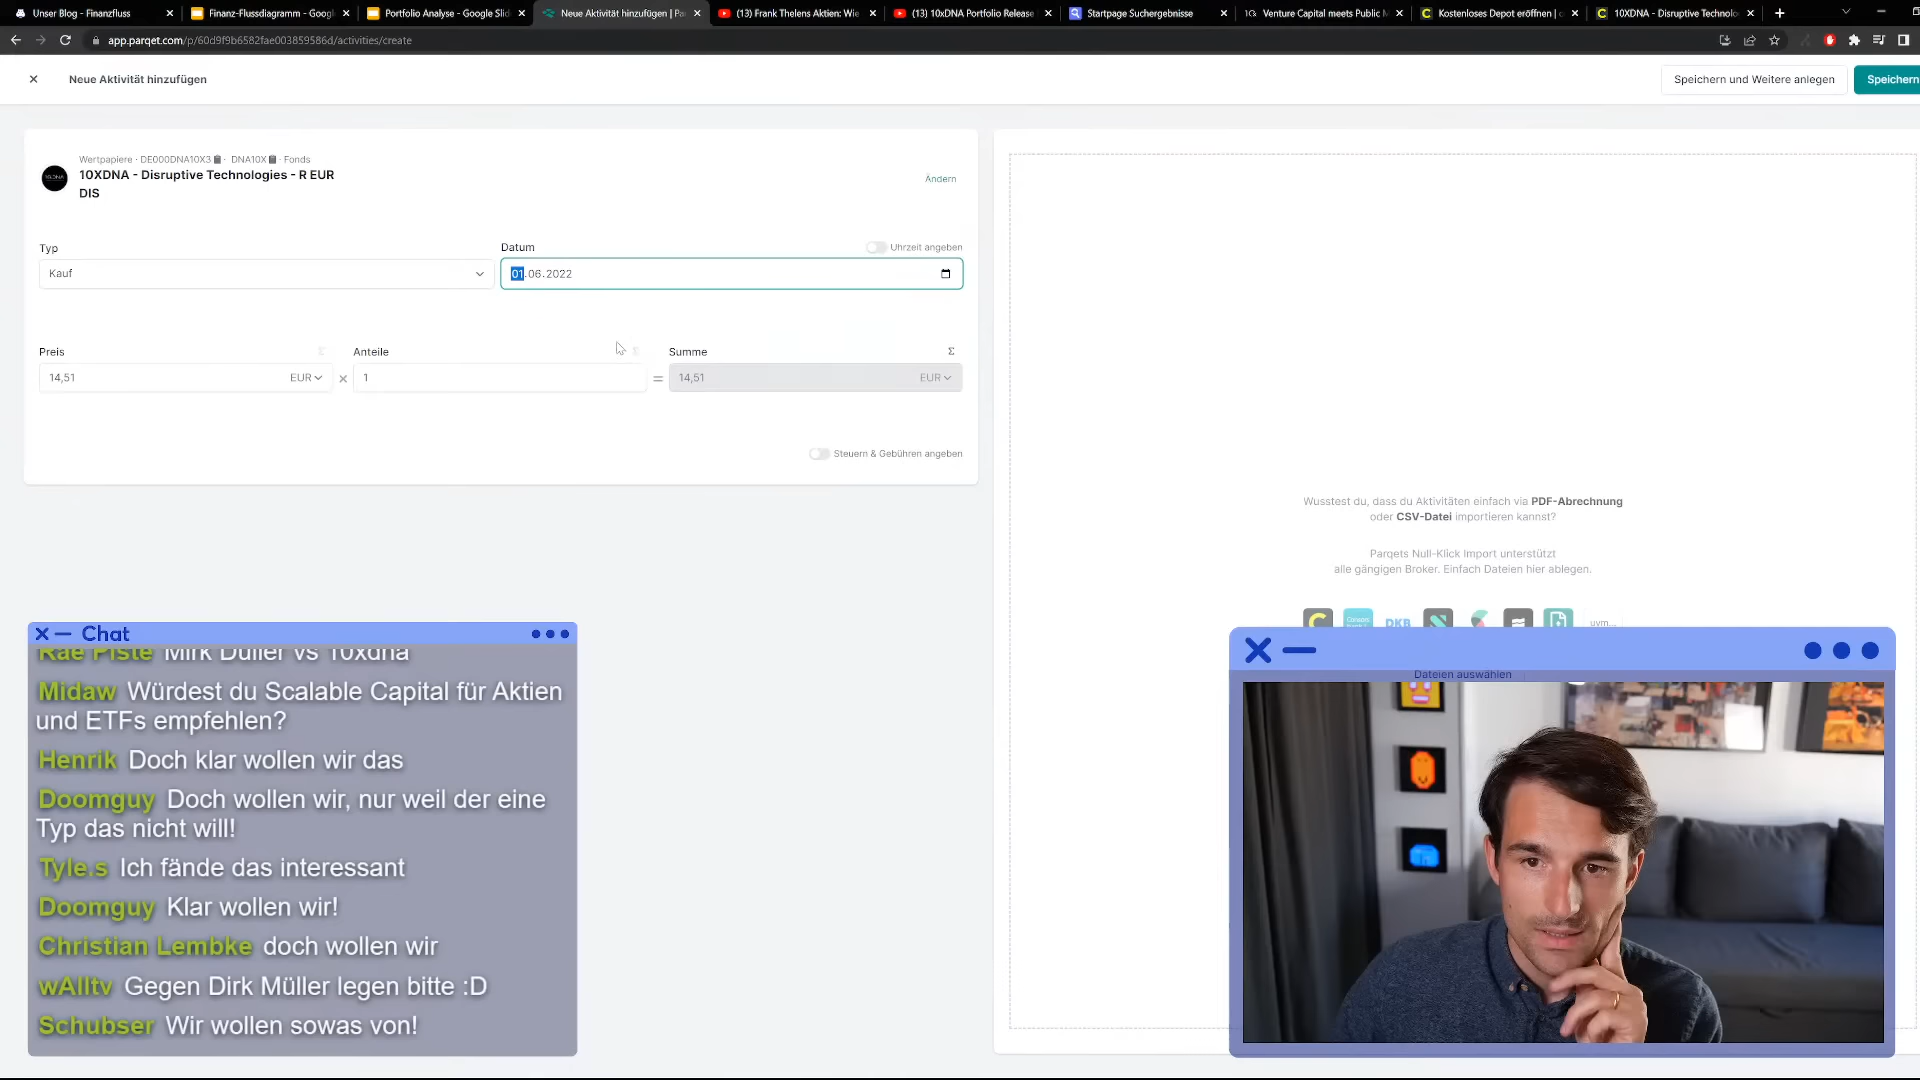 Unser Blog - Finanzfluss
Finanz-Flussdiagramm - Googl
Portfolio Analyse - Google Slid
Neue Aktivität hinzufügen | Pa
(13) Frank Thelens Aktien: Wie
(13) 10xDNA Portfolio Release
Startpage Suchergebnisse
Venture Capital meets Public M
Kostenloses Depot eröffnen |
10XDNA - Disruptive Technolo
app.parqet.com/p/60d9f9b6582fae003859586d/activities/create
Neue Aktivität hinzufügen
Speichern und Weitere anlegen
Speichern
Wertpapiere · DE000DNA10X3 · DNA10X · Fonds
10XDNA - Disruptive Technologies - R EUR
DIS
Ändern
Typ
Datum
Uhrzeit angeben
Kauf
01.06.2022
Preis
Σ
Anteile
Σ
Summe
Σ
14,51 EUR
×
1
=
14,51 EUR
Steuern & Gebühren angeben
Wusstest du, dass du Aktivitäten einfach via PDF-Abrechnung
oder CSV-Datei importieren kannst?
Parqets Null-Klick Import unterstützt
alle gängigen Broker. Einfach Dateien hier ablegen.
DKB
uvm...
Dateien auswählen
Chat
Rae Piste Mirk Düller vs 10xdna
Midaw Würdest du Scalable Capital für Aktien
und ETFs empfehlen?
Henrik Doch klar wollen wir das
Doomguy Doch wollen wir, nur weil der eine
Typ das nicht will!
Tyle.s Ich fände das interessant
Doomguy Klar wollen wir!
Christian Lembke doch wollen wir
wAlltv Gegen Dirk Müller legen bitte :D
Schubser Wir wollen sowas von!